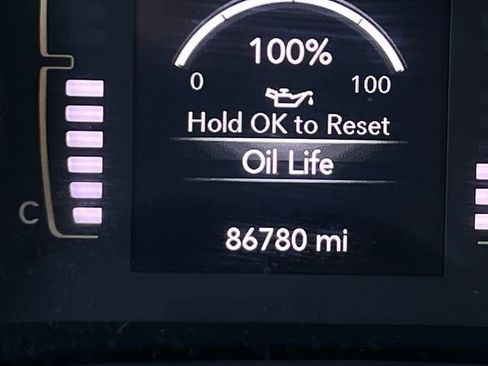 100%
0 100
Hold OK to Reset
Oil Life
C
86780 mi